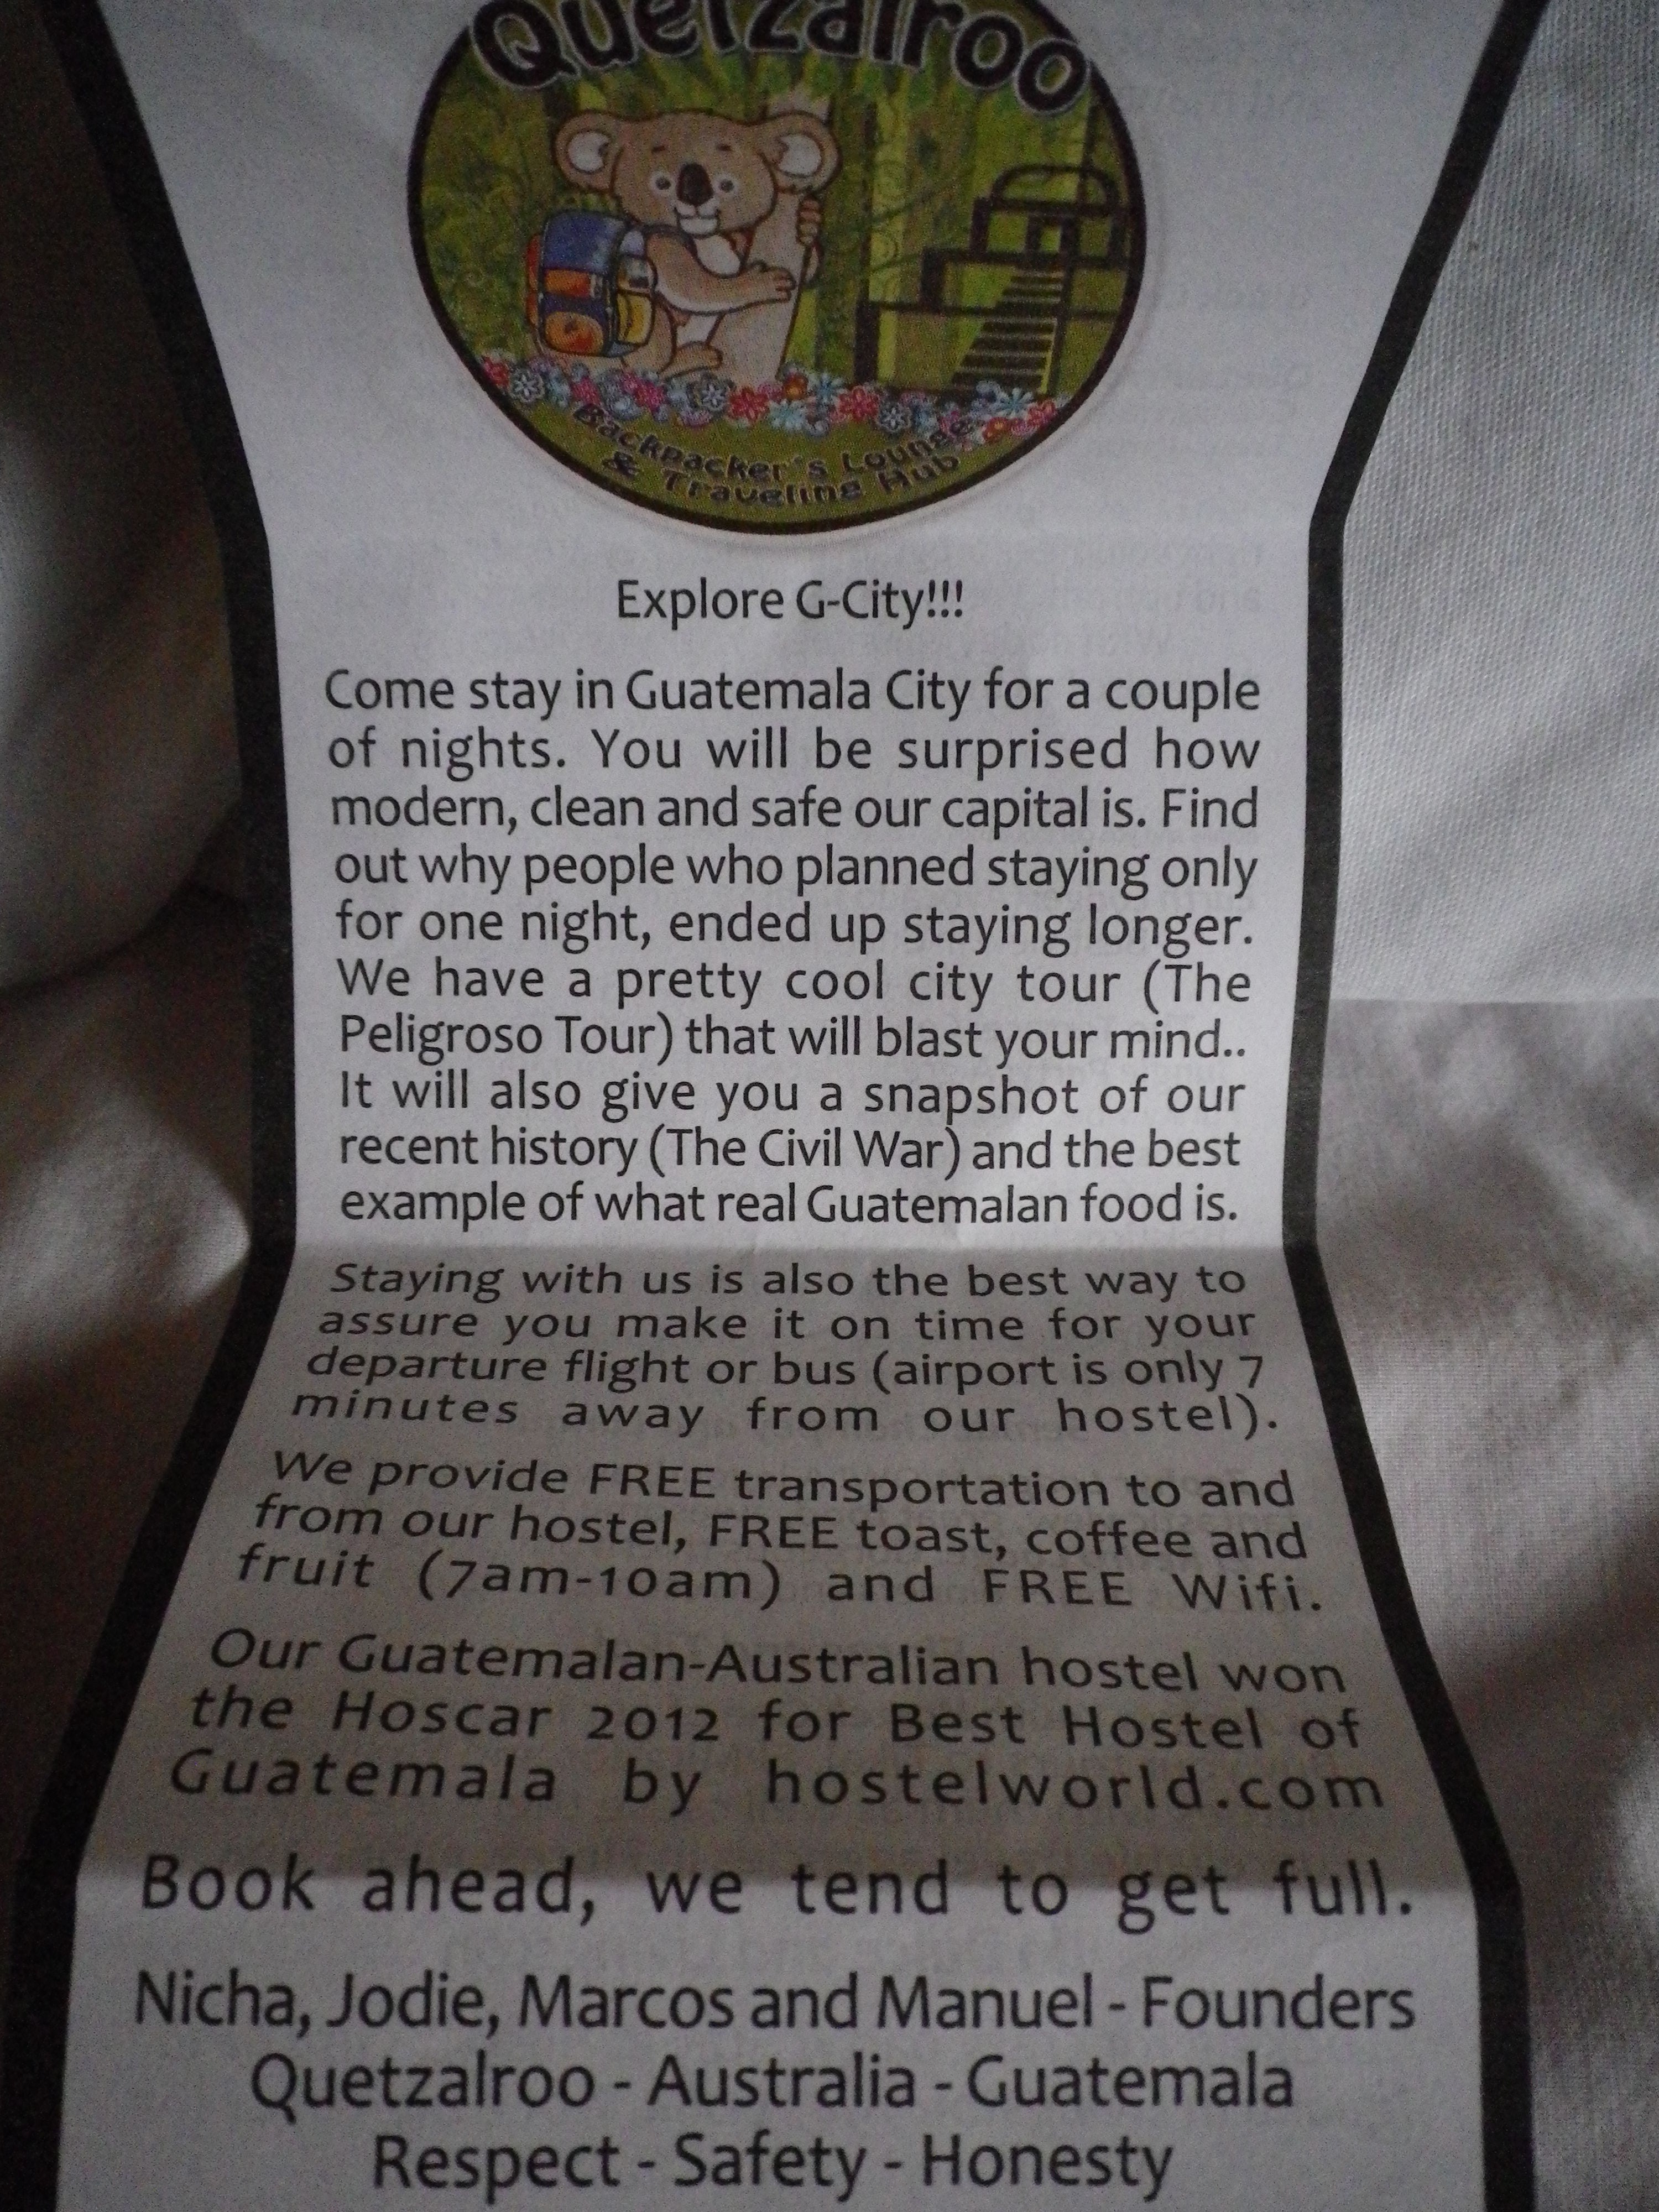 Quetzalroo
Backpacker's Lounge
& Traveling Hub
Explore G-City!!!
Come stay in Guatemala City for a couple
of nights. You will be surprised how
modern, clean and safe our capital is. Find
out why people who planned staying only
for one night, ended up staying longer.
We have a pretty cool city tour (The
Peligroso Tour) that will blast your mind..
It will also give you a snapshot of our
recent history (The Civil War) and the best
example of what real Guatemalan food is.
Staying with us is also the best way to
assure you make it on time for your
departure flight or bus (airport is only 7
minutes away from our hostel).
We provide FREE transportation to and
from our hostel, FREE toast, coffee and
fruit (7am-10am) and FREE Wifi.
Our Guatemalan-Australian hostel won
the Hoscar 2012 for Best Hostel of
Guatemala by hostelworld.com
Book ahead, we tend to get full.
Nicha, Jodie, Marcos and Manuel - Founders
Quetzalroo - Australia - Guatemala
Respect - Safety - Honesty